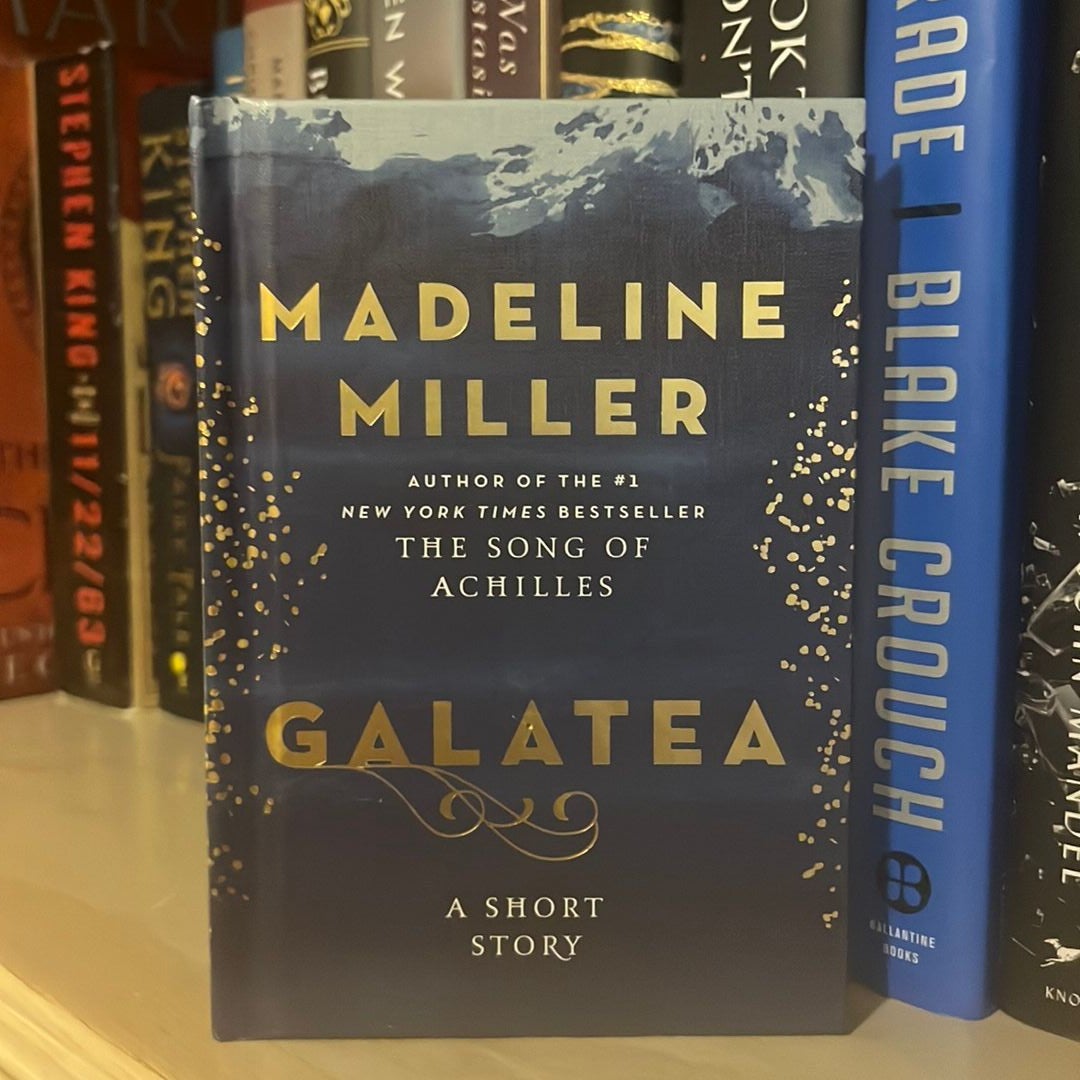 MADELINE
MILLER
AUTHOR OF THE #1
NEW YORK TIMES BESTSELLER
THE SONG OF
ACHILLES
GALATEA
A SHORT
STORY
STEPHEN KING
11/22/63
KING
BLAKE CROUCH
BALLANTINE
BOOKS
MANDEL